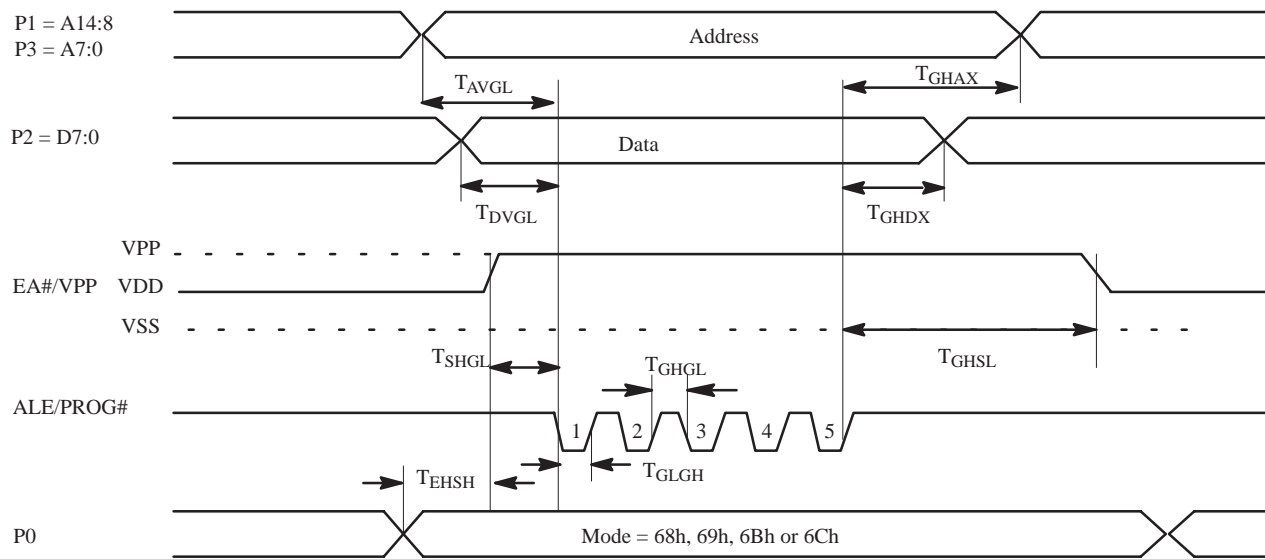 P1 = A14:8
P3 = A7:0
Address
TAVGL
TGHAX
P2 = D7:0
Data
TDVGL
TGHDX
VPP
EA#/VPP VDD
VSS
TSHGL
TGHGL
TGHSL
ALE/PROG#
1 2 3 4 5
TEHSH
TGLGH
P0
Mode = 68h, 69h, 6Bh or 6Ch